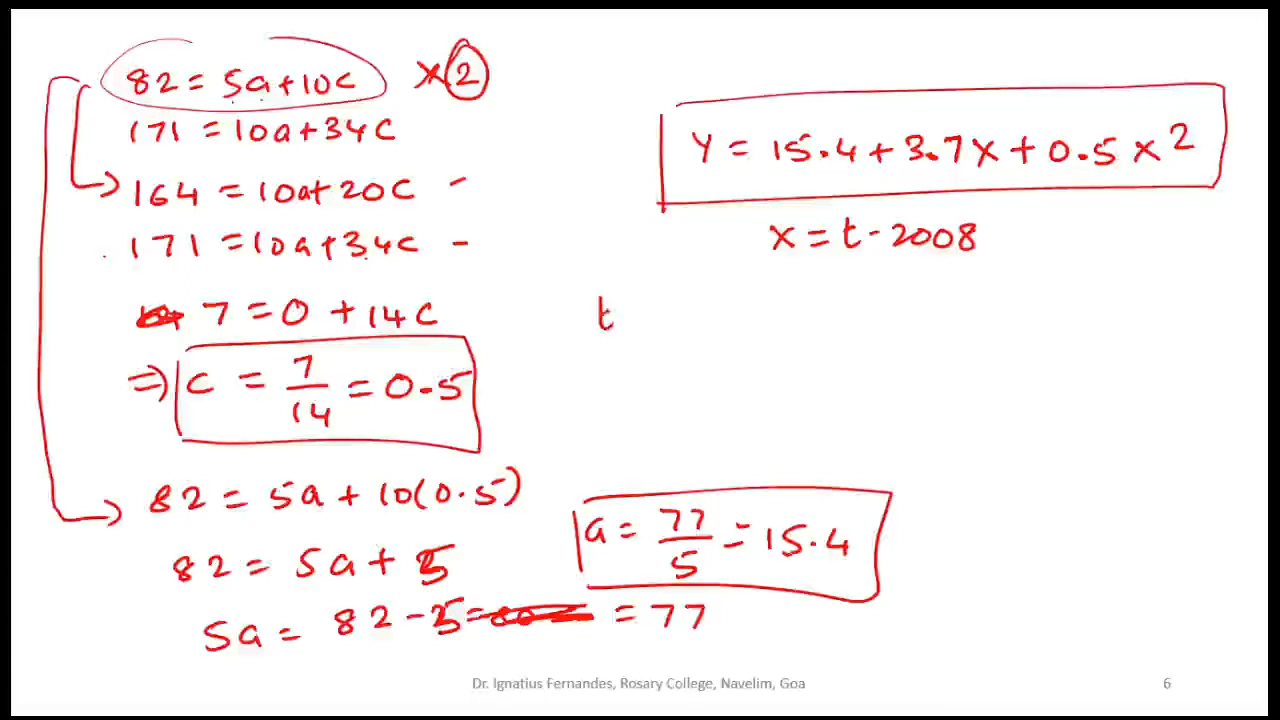 82 = 5a + 10c × 2
171 = 10a + 34c
164 = 10a + 20c -
171 = 10a + 34c -
7 = 0 + 14c
⇒ c = 7/14 = 0.5
82 = 5a + 10(0.5)
82 = 5a + 5
5a = 82 - 5 = = 77
a = 77/5 = 15.4
Y = 15.4 + 3.7x + 0.5x²
x = t - 2008
t
Dr. Ignatius Fernandes, Rosary College, Navelim, Goa
6